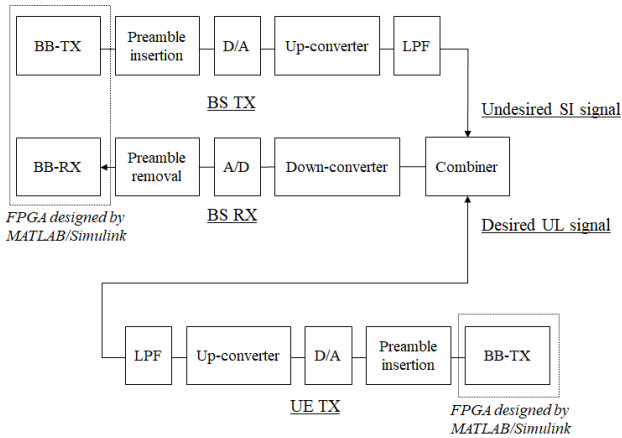 BB-TX
Preamble
insertion
D/A
Up-converter
LPF
BS TX
Undesired SI signal
BB-RX
Preamble
removal
A/D
Down-converter
Combiner
FPGA designed by
MATLAB/Simulink
BS RX
Desired UL signal
LPF
Up-converter
D/A
Preamble
insertion
BB-TX
UE TX
FPGA designed by
MATLAB/Simulink